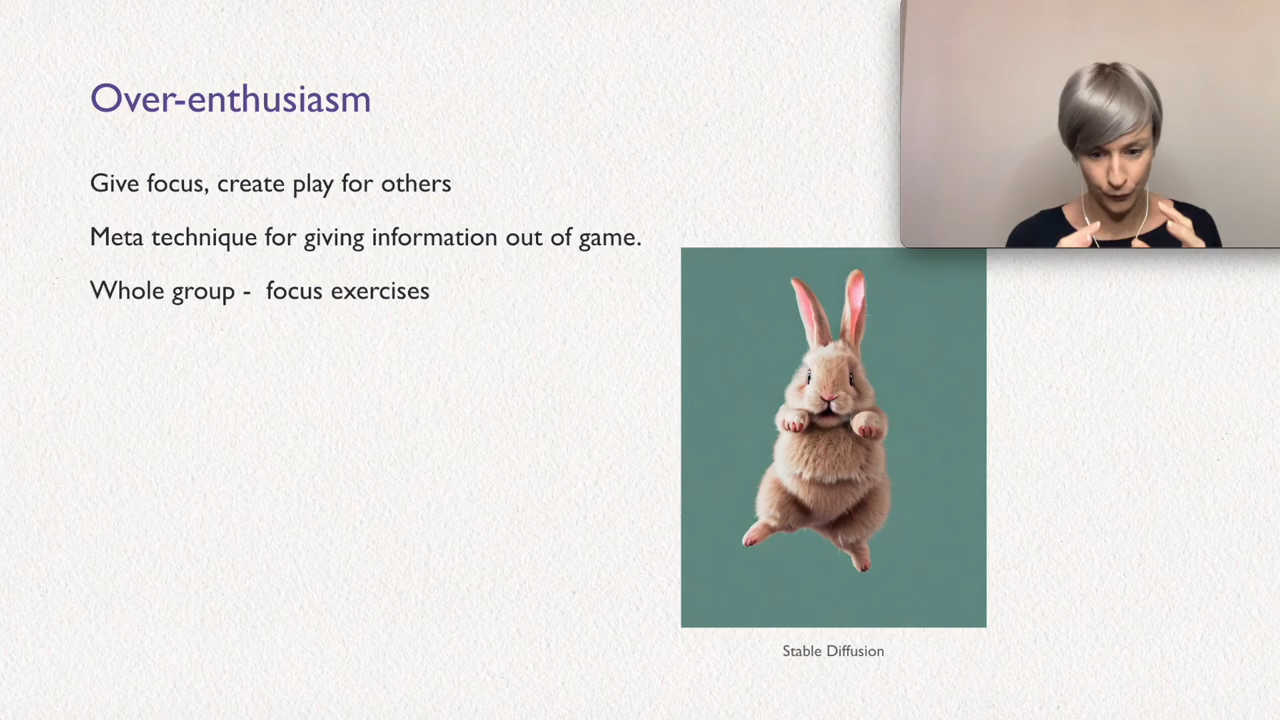 Over-enthusiasm
Give focus, create play for others
Meta technique for giving information out of game.
Whole group -  focus exercises
Stable Diffusion